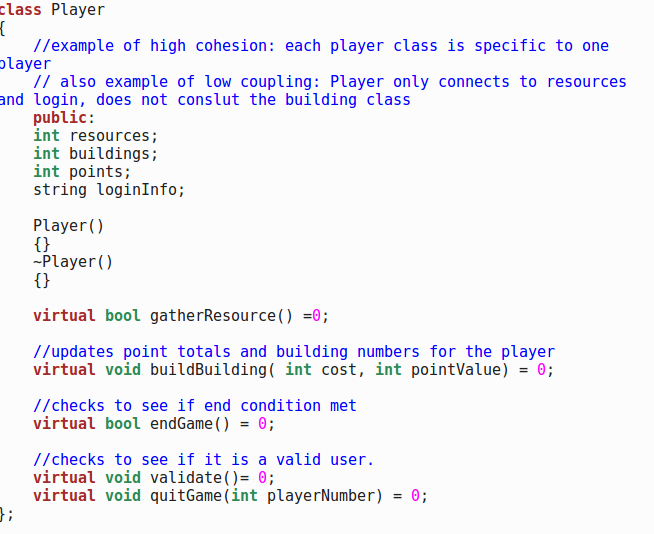 class Player
{
//example of high cohesion: each player class is specific to one
player
// also example of low coupling: Player only connects to resources
and login, does not conslut the building class
public:
int resources;
int buildings;
int points;
string loginInfo;
Player()
{}
~Player()
{}
virtual bool gatherResource() =0;
//updates point totals and building numbers for the player
virtual void buildBuilding( int cost, int pointValue) = 0;
//checks to see if end condition met
virtual bool endGame() = 0;
//checks to see if it is a valid user.
virtual void validate()= 0;
virtual void quitGame(int playerNumber) = 0;
};